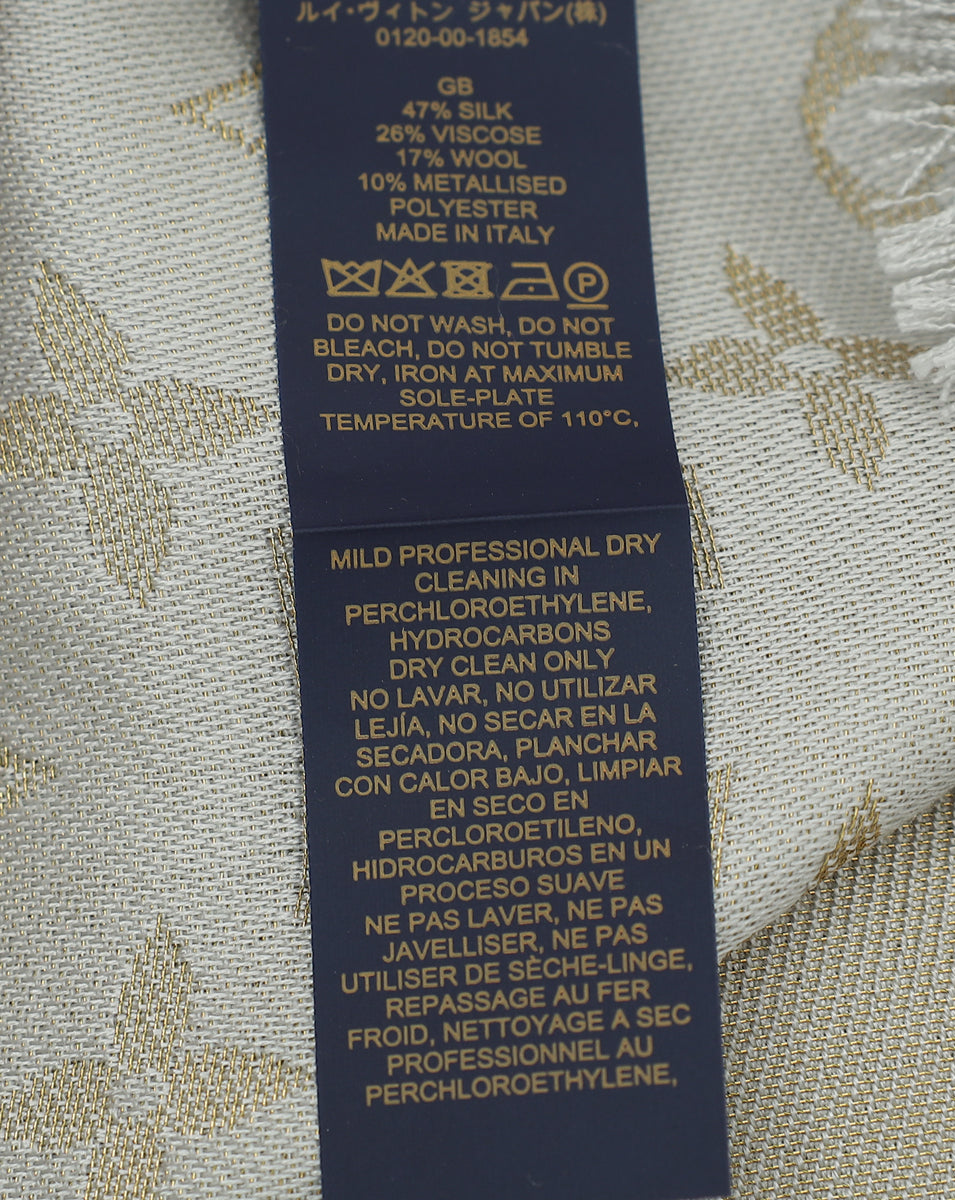 ルイ・ヴィトン ジャパン(株)
0120-00-1854
GB
47% SILK
26% VISCOSE
17% WOOL
10% METALLISED
POLYESTER
MADE IN ITALY
P
DO NOT WASH, DO NOT
BLEACH, DO NOT TUMBLE
DRY, IRON AT MAXIMUM
SOLE-PLATE
TEMPERATURE OF 110°C,
MILD PROFESSIONAL DRY
CLEANING IN
PERCHLOROETHYLENE,
HYDROCARBONS
DRY CLEAN ONLY
NO LAVAR, NO UTILIZAR
LEJÍA, NO SECAR EN LA
SECADORA, PLANCHAR
CON CALOR BAJO, LIMPIAR
EN SECO EN
PERCLOROETILENO,
HIDROCARBUROS EN UN
PROCESO SUAVE
NE PAS LAVER, NE PAS
JAVELLISER, NE PAS
UTILISER DE SÈCHE-LINGE,
REPASSAGE AU FER
FROID, NETTOYAGE A SEC
PROFESSIONNEL AU
PERCHLOROETHYLENE,